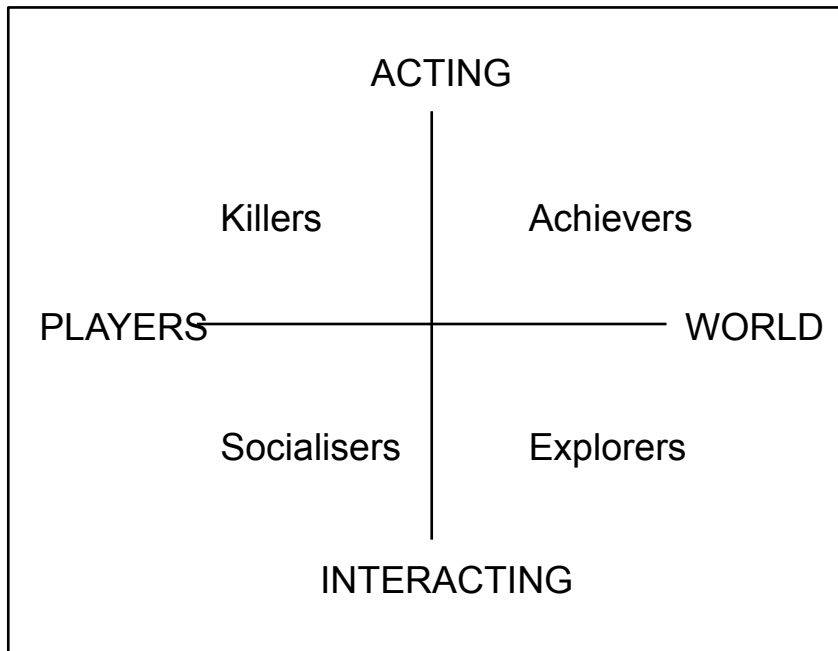 ACTING
Killers Achievers
PLAYERS WORLD
Socialisers Explorers
INTERACTING